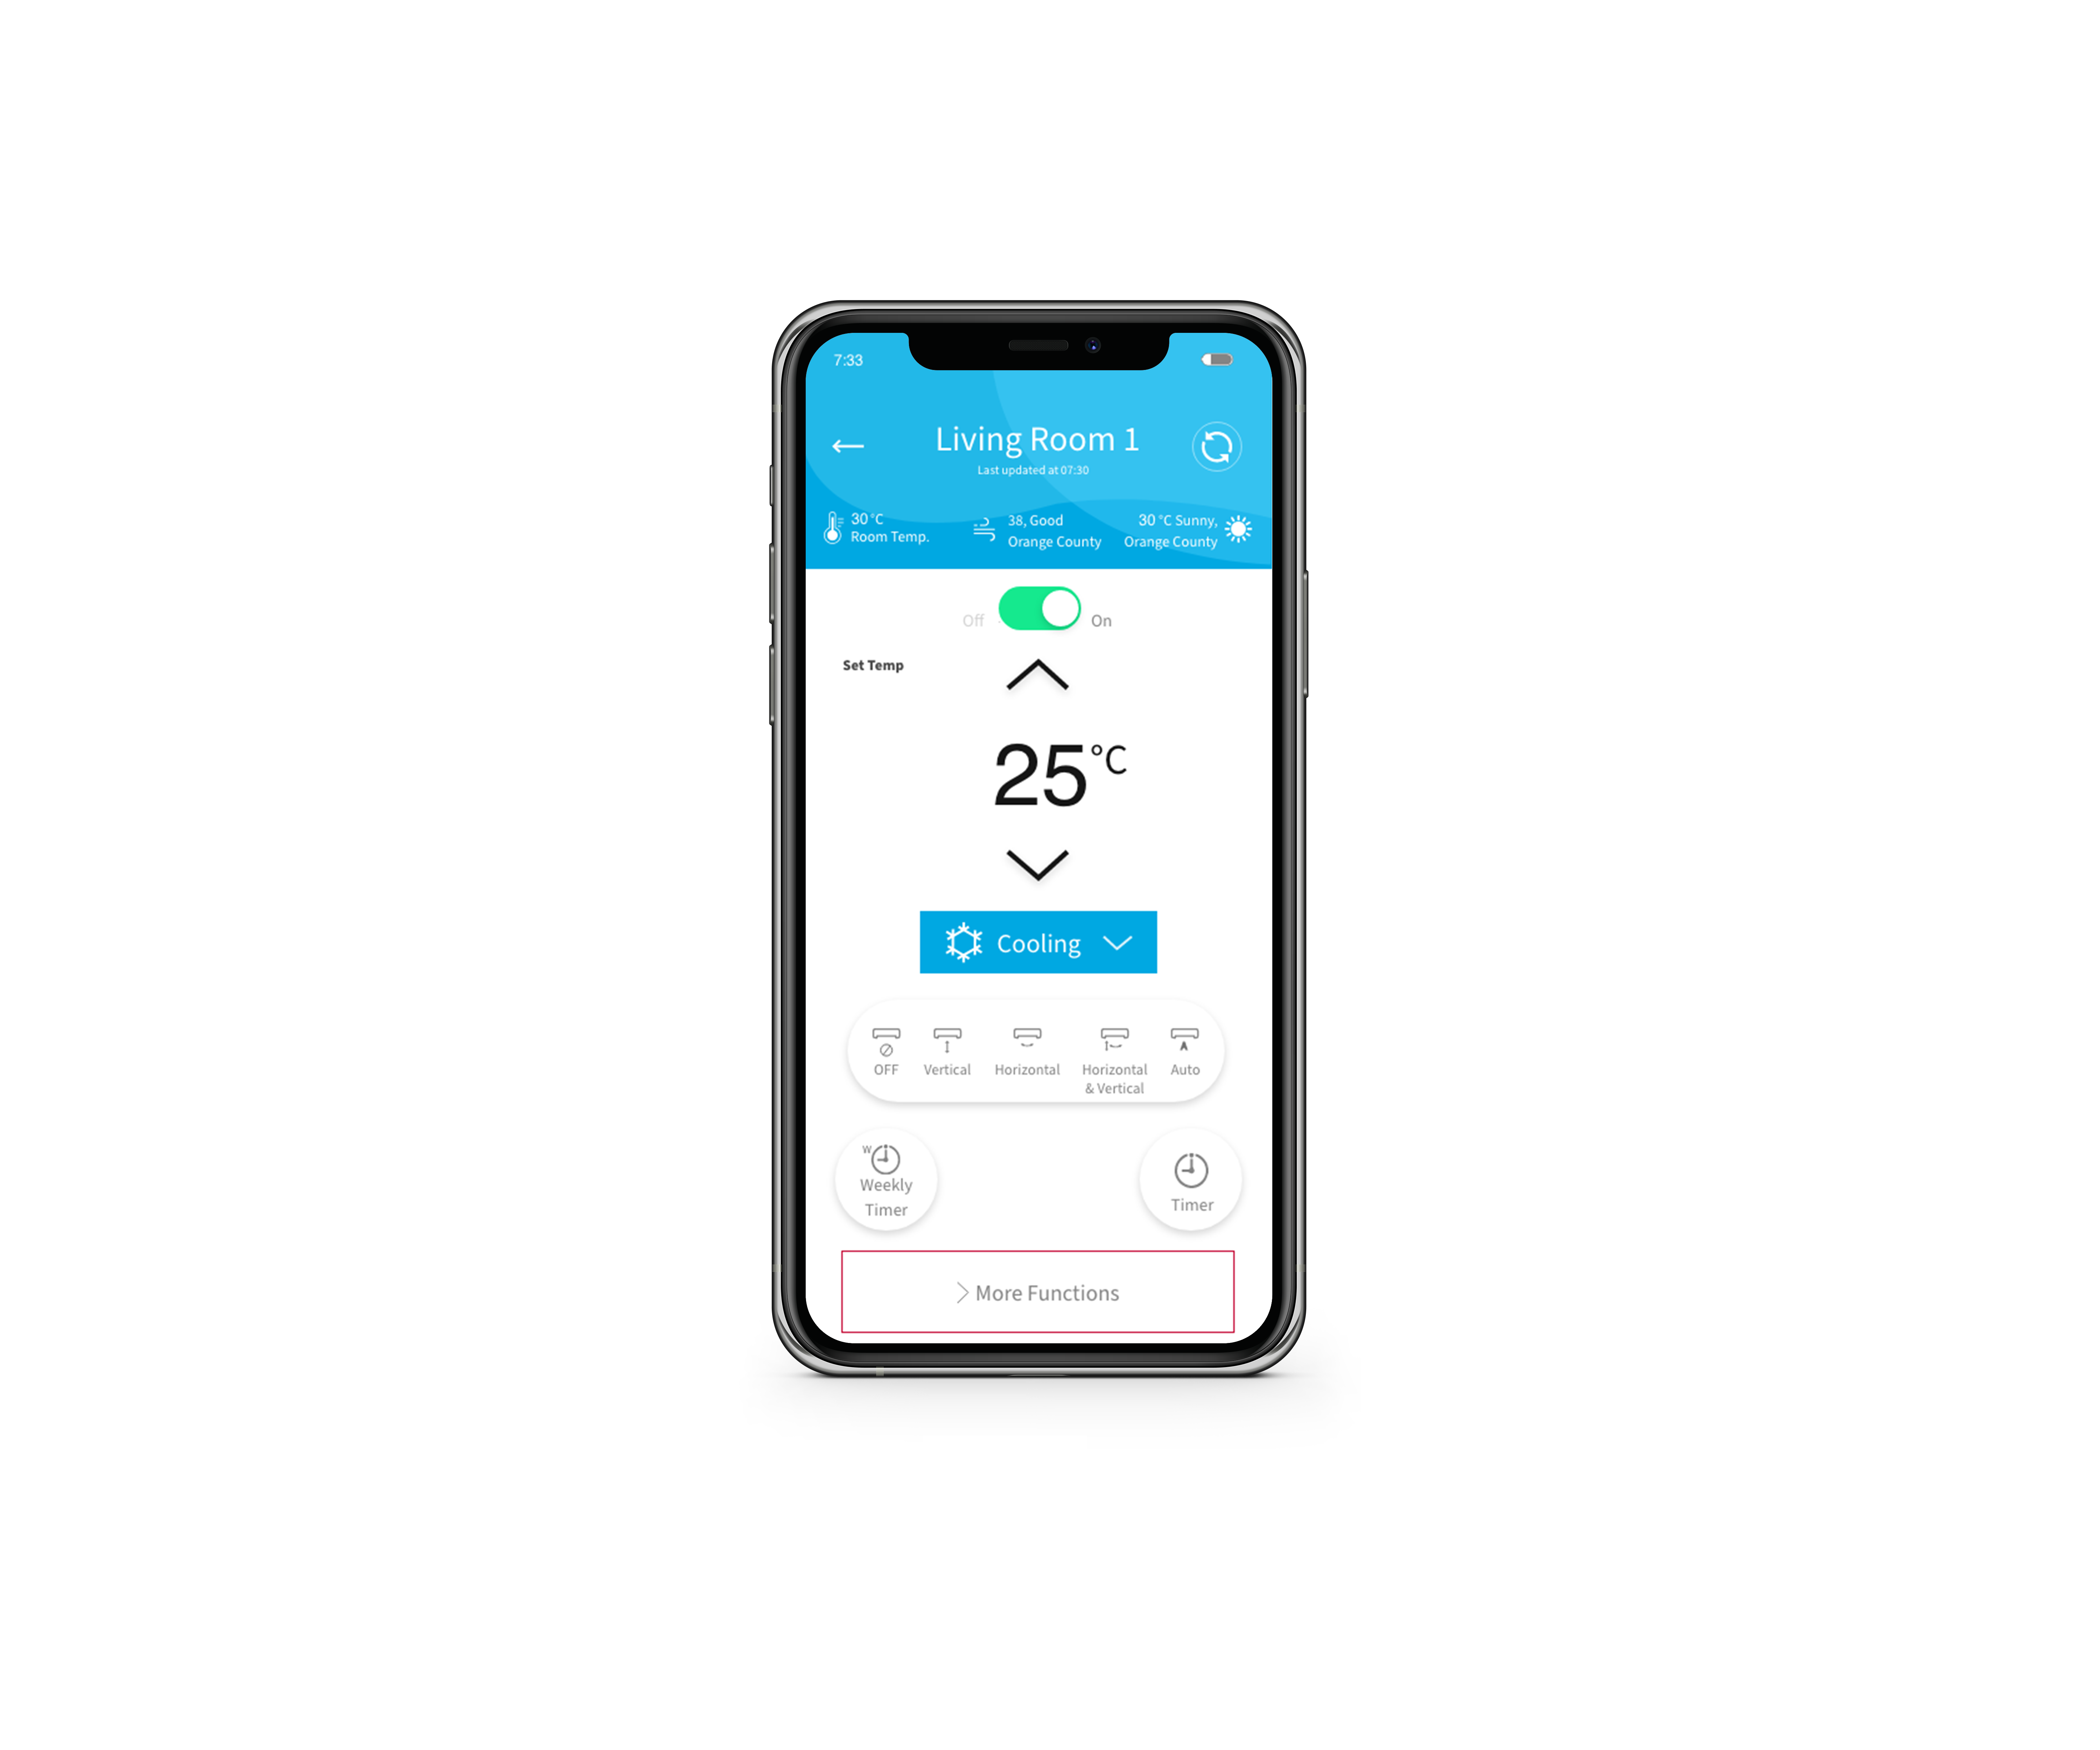 7:33
Living Room 1
Last updated at 07:30
30 °C
Room Temp.
38, Good
Orange County
30 °C Sunny,
Orange County
Off
On
Set Temp
25°C
Cooling
OFF
Vertical
Horizontal
Horizontal
& Vertical
A
Auto
W
Weekly
Timer
Timer
More Functions